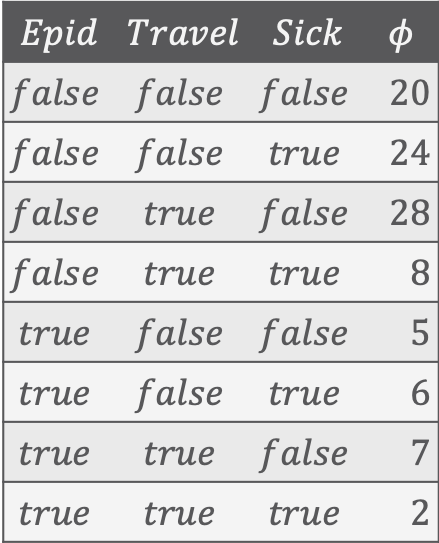 Epid Travel Sick ϕ
false false false 20
false false true 24
false true false 28
false true true 8
true false false 5
true false true 6
true true false 7
true true true 2